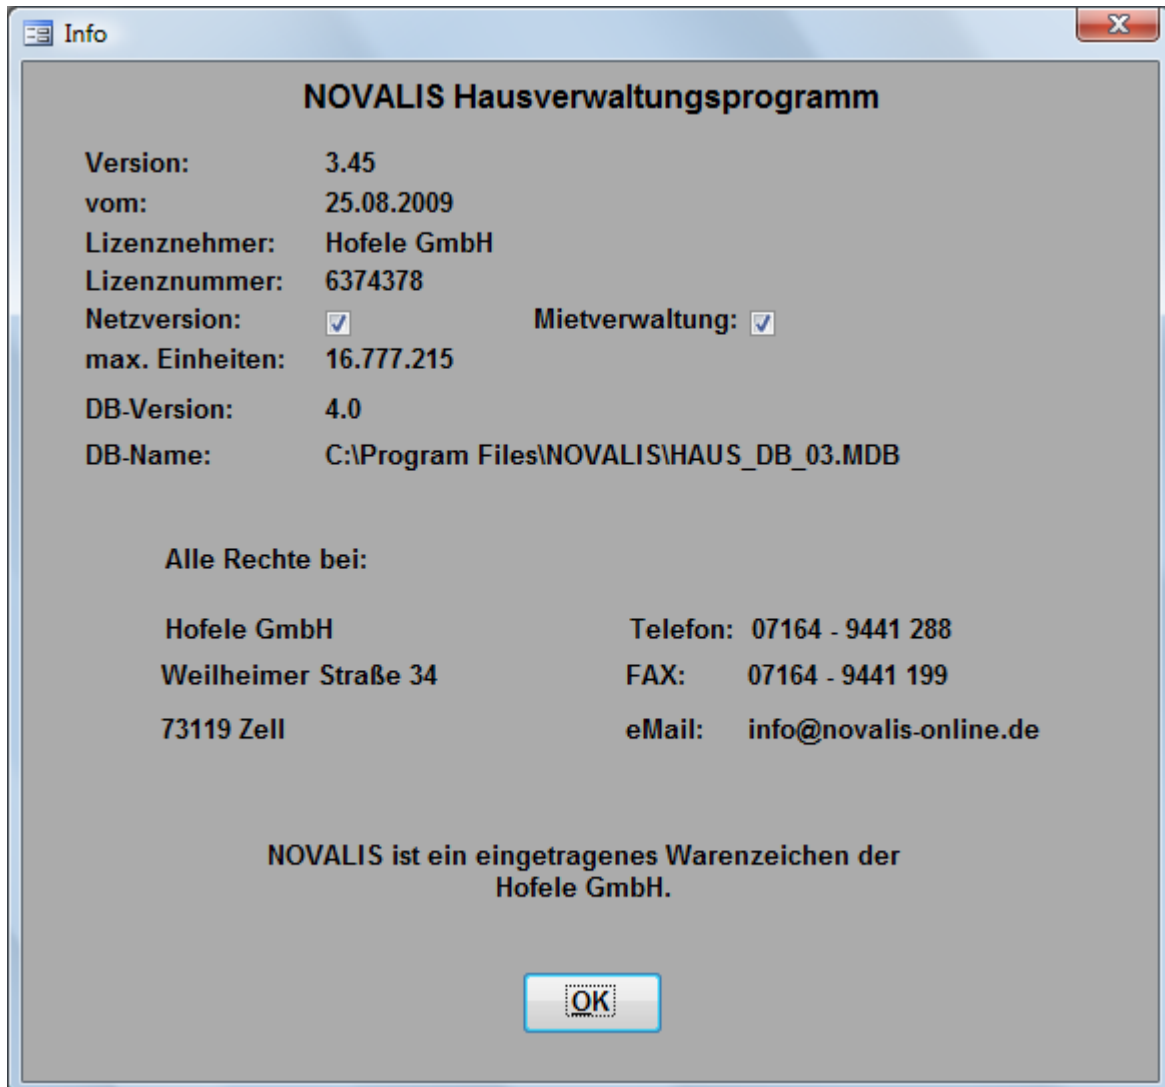 Info
NOVALIS Hausverwaltungsprogramm
Version: 3.45
vom: 25.08.2009
Lizenznehmer: Hofele GmbH
Lizenznummer: 6374378
Netzversion: Mietverwaltung:
max. Einheiten: 16.777.215
DB-Version: 4.0
DB-Name: C:\Program Files\NOVALIS\HAUS_DB_03.MDB
Alle Rechte bei:
Hofele GmbH Telefon: 07164 - 9441 288
Weilheimer Straße 34 FAX: 07164 - 9441 199
73119 Zell eMail: info@novalis-online.de
NOVALIS ist ein eingetragenes Warenzeichen der
Hofele GmbH.
OK